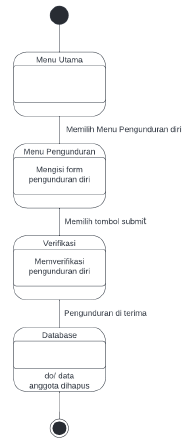 Menu Utama
Memilih Menu Pengunduran diri
Menu Pengunduran
Mengisi form
pengunduran diri
Memilih tombol submit
Verifikasi
Memverifikasi
pengunduran diri
Pengunduran di terima
Database
do/ data
anggota dihapus